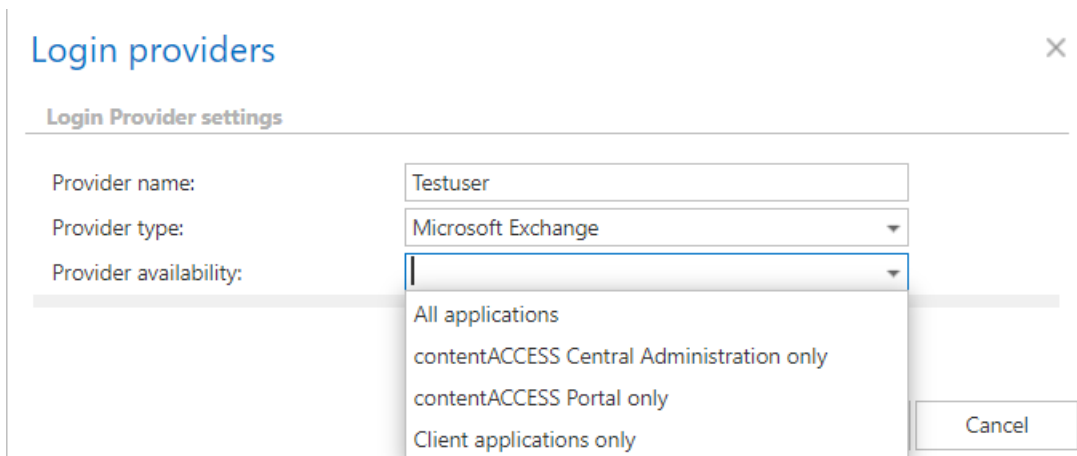 Login providers
Login Provider settings
Provider name: Testuser
Provider type: Microsoft Exchange
Provider availability:
All applications
contentACCESS Central Administration only
contentACCESS Portal only
Client applications only
Cancel